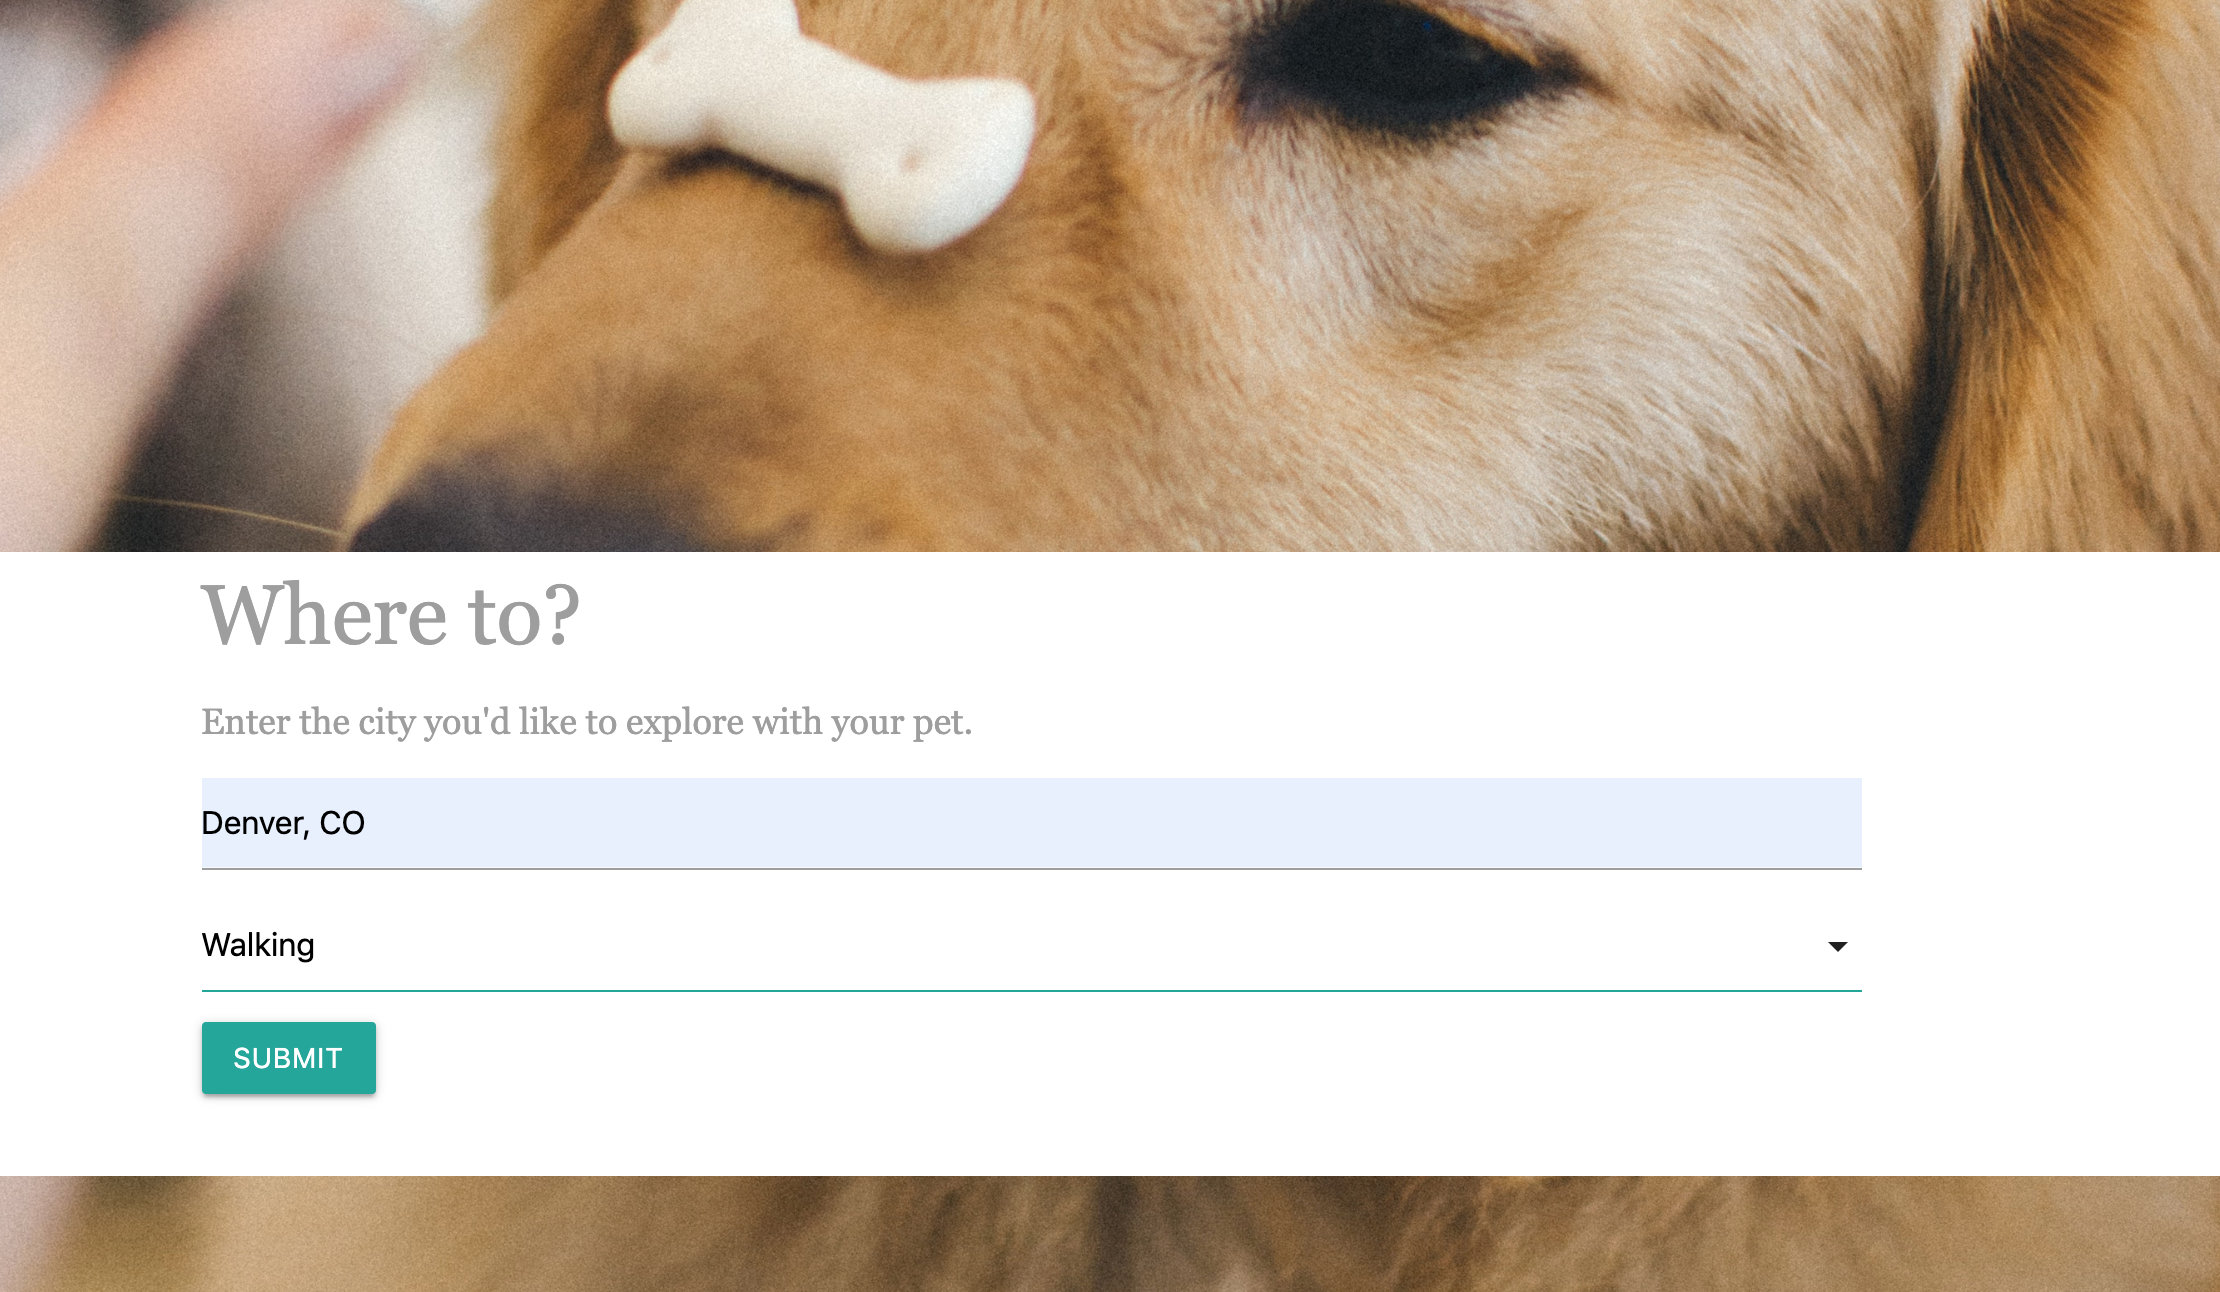 Where to?
Enter the city you'd like to explore with your pet.
Denver, CO
Walking
SUBMIT